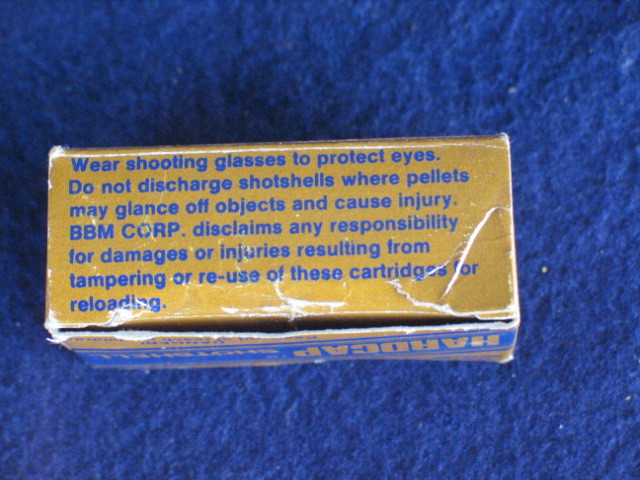 Wear shooting glasses to protect eyes.
Do not discharge shotshells where pellets
may glance off objects and cause injury.
BBM CORP. disclaims any responsibility
for damages or injuries resulting from
tampering or re-use of these cartridges for
reloading.
HARDCAP SHOTSHELL